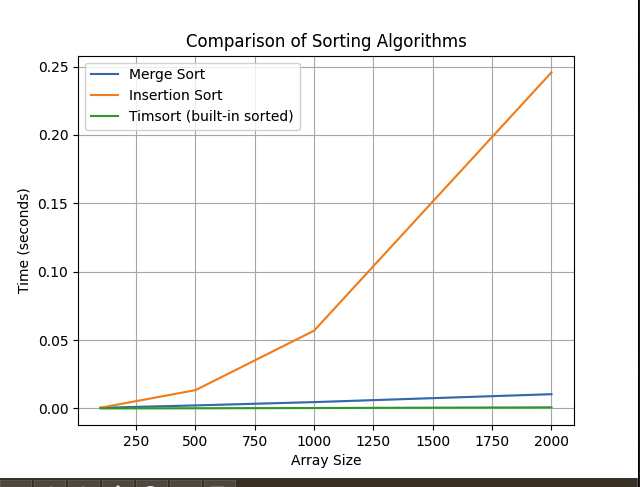 Comparison of Sorting Algorithms
Merge Sort
Insertion Sort
Timsort (built-in sorted)
Time (seconds)
0.25
0.20
0.15
0.10
0.05
0.00
250 500 750 1000 1250 1500 1750 2000
Array Size